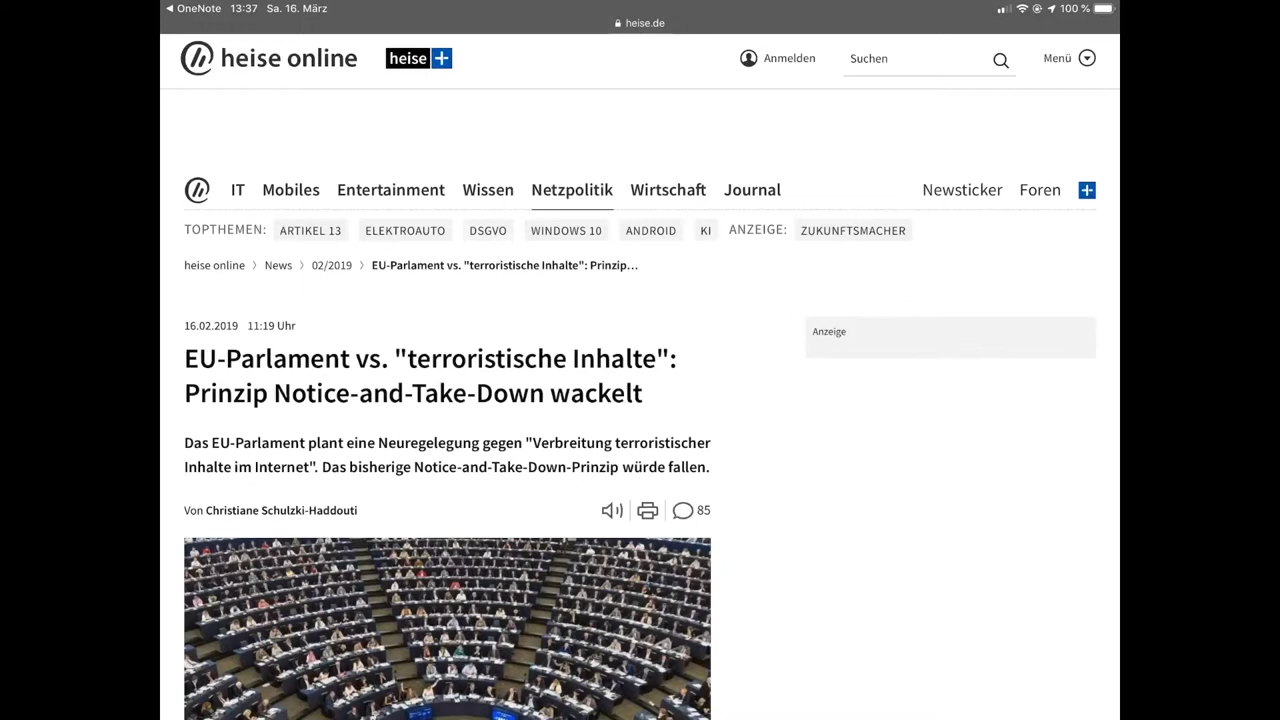 ◀ OneNote 13:37 Sa. 16. März 100 %
heise.de
heise online heise+ Anmelden Suchen Menü
IT Mobiles Entertainment Wissen Netzpolitik Wirtschaft Journal Newsticker Foren +
TOPTHEMEN: ARTIKEL 13 ELEKTROAUTO DSGVO WINDOWS 10 ANDROID KI ANZEIGE: ZUKUNFTSMACHER
heise online > News > 02/2019 > EU-Parlament vs. "terroristische Inhalte": Prinzip…
16.02.2019 11:19 Uhr
Anzeige
EU-Parlament vs. "terroristische Inhalte":
Prinzip Notice-and-Take-Down wackelt
Das EU-Parlament plant eine Neuregelegung gegen "Verbreitung terroristischer
Inhalte im Internet". Das bisherige Notice-and-Take-Down-Prinzip würde fallen.
Von Christiane Schulzki-Haddouti 85